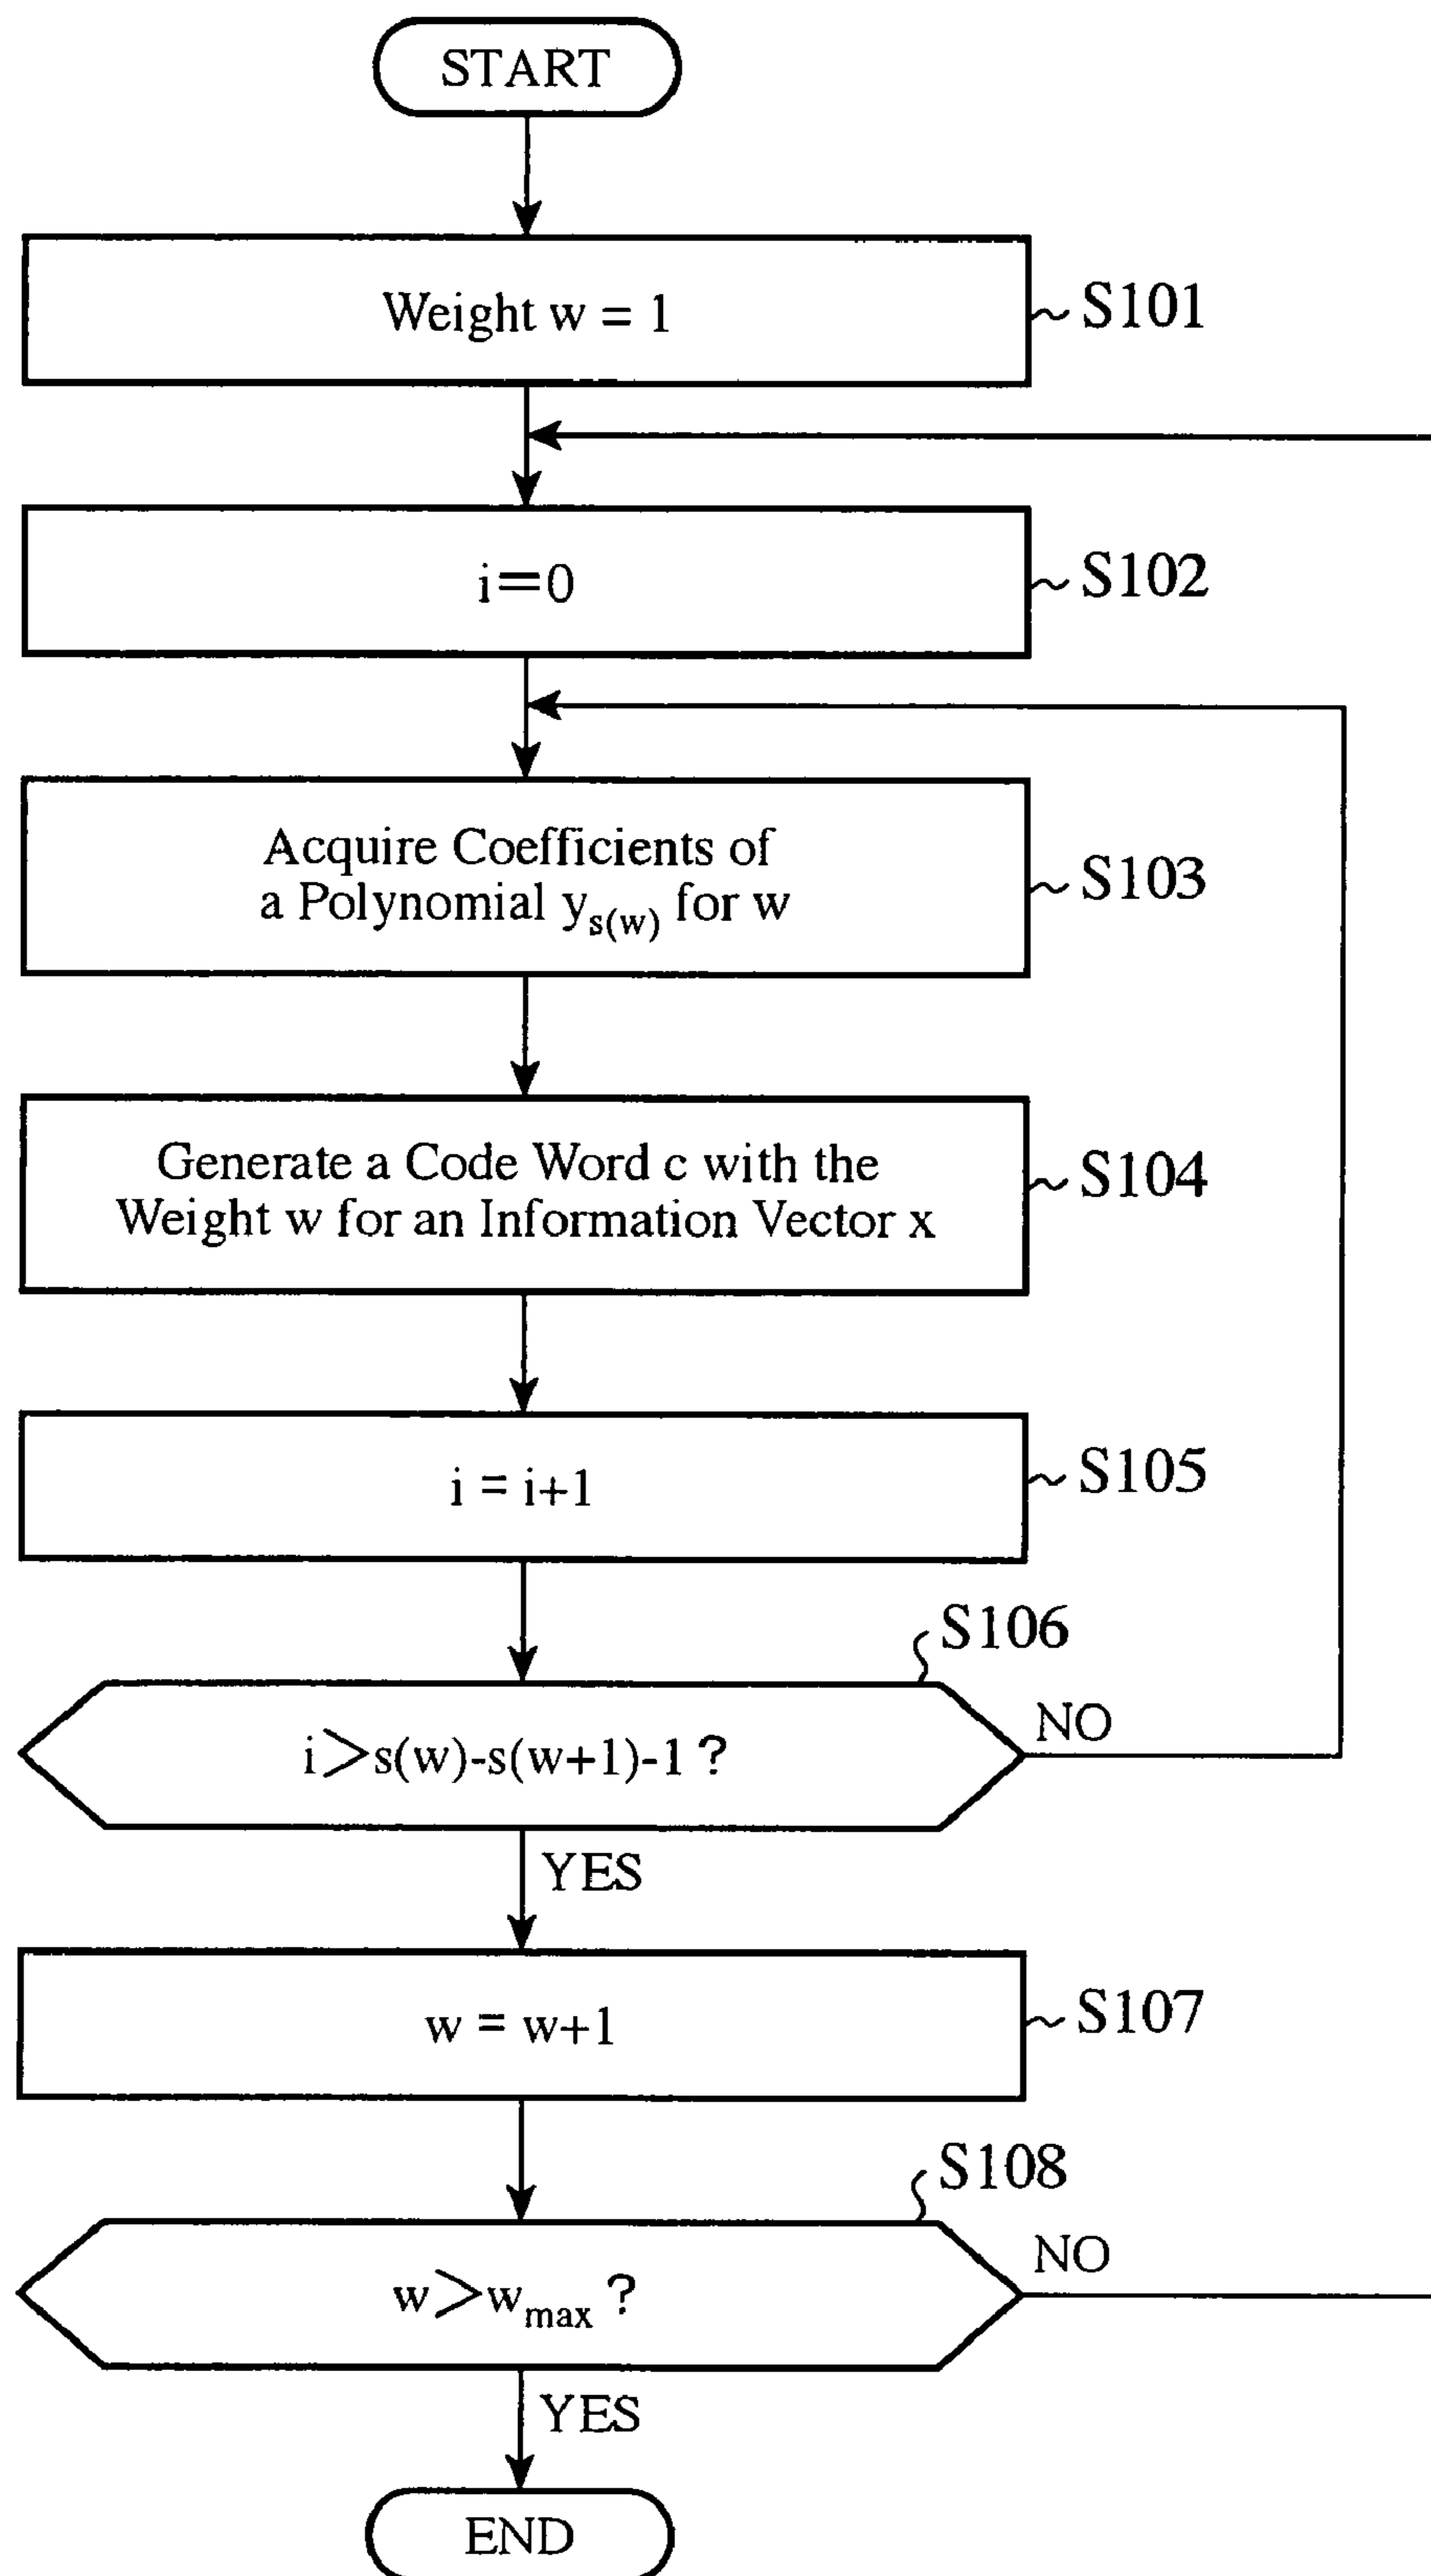 START
Weight w = 1
S101
i=0
S102
Acquire Coefficients of
a Polynomial y_s(w) for w
S103
Generate a Code Word c with the
Weight w for an Information Vector x
S104
i = i+1
S105
S106
i>s(w)-s(w+1)-1?
NO
YES
w = w+1
S107
S108
w>w_max?
NO
YES
END